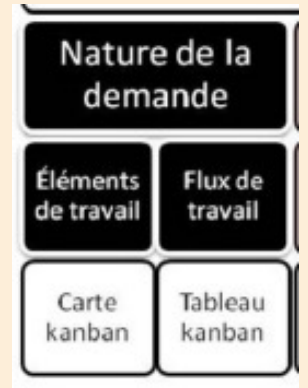 Nature de la
demande
Éléments
de travail
Flux de
travail
Carte
kanban
Tableau
kanban